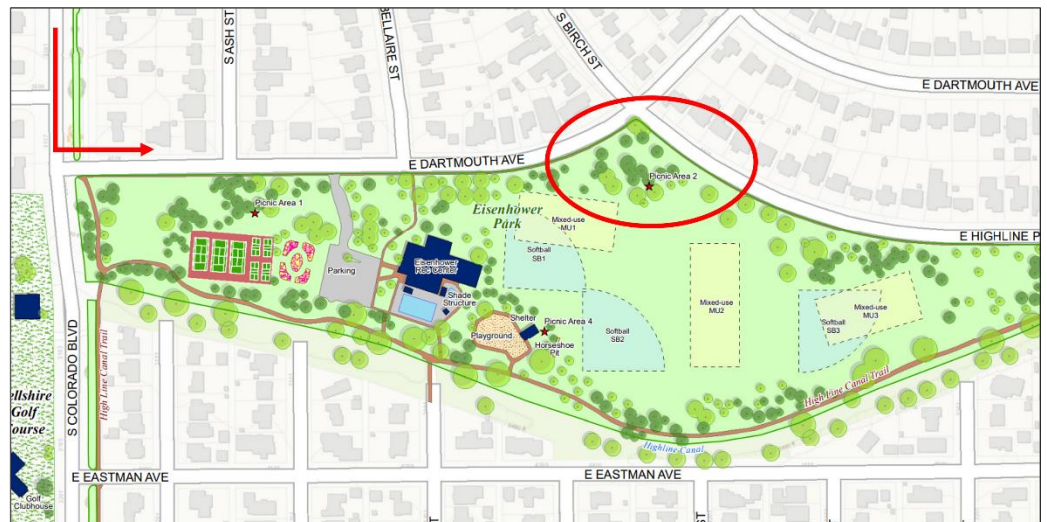 S ASH ST
BELLAIRE ST
S BIRCH ST
E DARTMOUTH AVE
E DARTMOUTH AVE
Picnic Area 1
Picnic Area 2
Eisenhower
Park
Mixed-use
MU1
E HIGHLINE P
Softball
SB1
Parking
Eisenhower
Rec Center
Shade
Structure
Mixed-use
MU2
Mixed-use
MU3
Softball
SB3
Shelter
Picnic Area 4
Playground
Horseshoe
Pit
Softball
SB2
S COLORADO BLVD
High Line Canal Trail
High Line Canal Trail
Highline Canal
ellshire
Golf
ourse
E EASTMAN AVE
E EASTMAN AVE
Golf
Clubhouse
ST